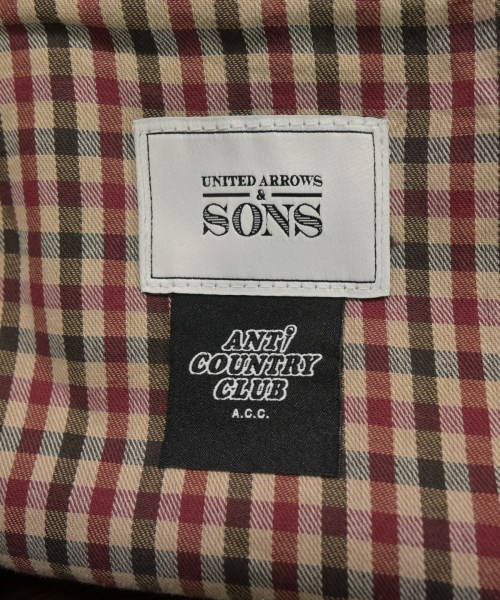 UNITED ARROWS
&
SONS
ANTi
COUNTRY
CLUB
A.C.C.